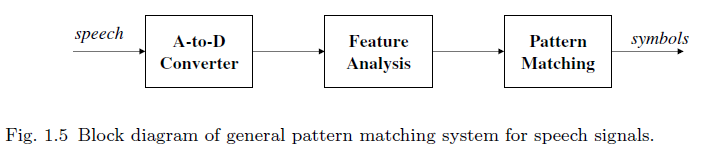 speech
A-to-D
Converter
Feature
Analysis
Pattern
Matching
symbols
Fig. 1.5 Block diagram of general pattern matching system for speech signals.